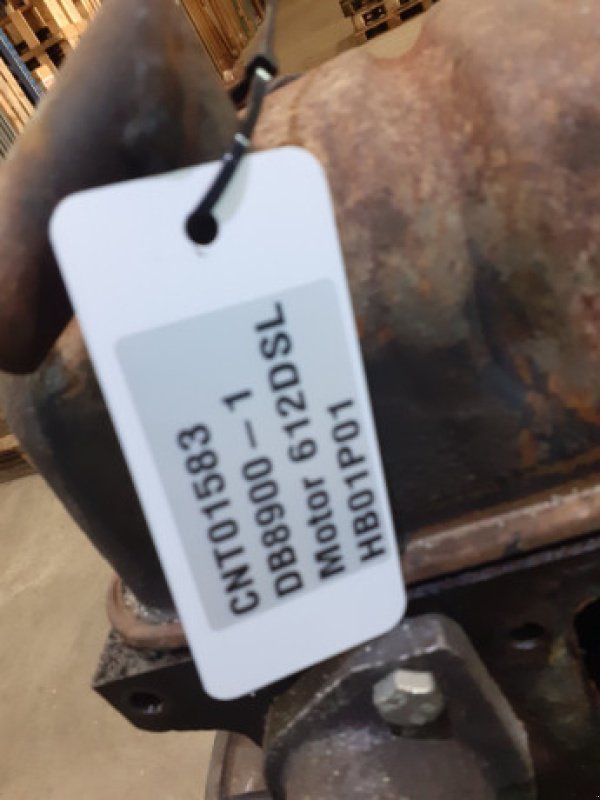 CNT01583
DB8900-1
Motor 612DSL
HB01P01